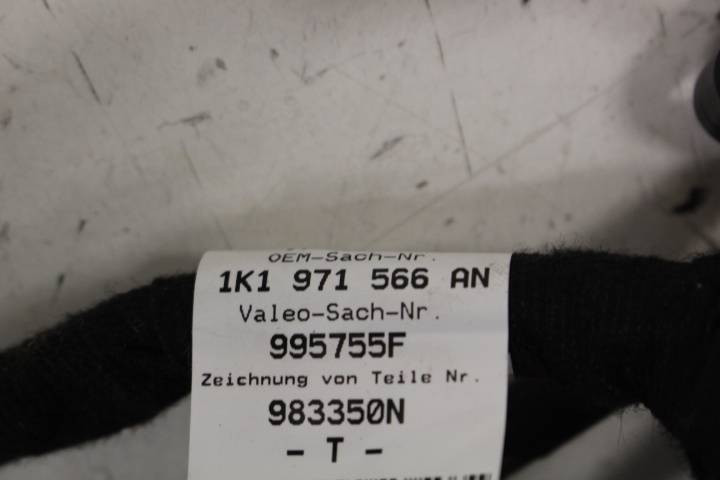 OEM-Sach-Nr.
1K1 971 566 AN
Valeo-Sach-Nr.
995755F
Zeichnung von Teile Nr.
983350N
- T -